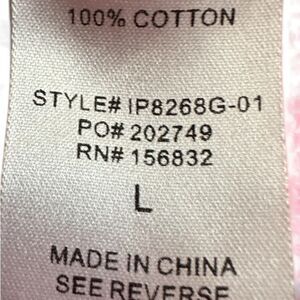 100% COTTON
STYLE# IP8268G-01
PO# 202749
RN# 156832
L
MADE IN CHINA
SEE REVERSE